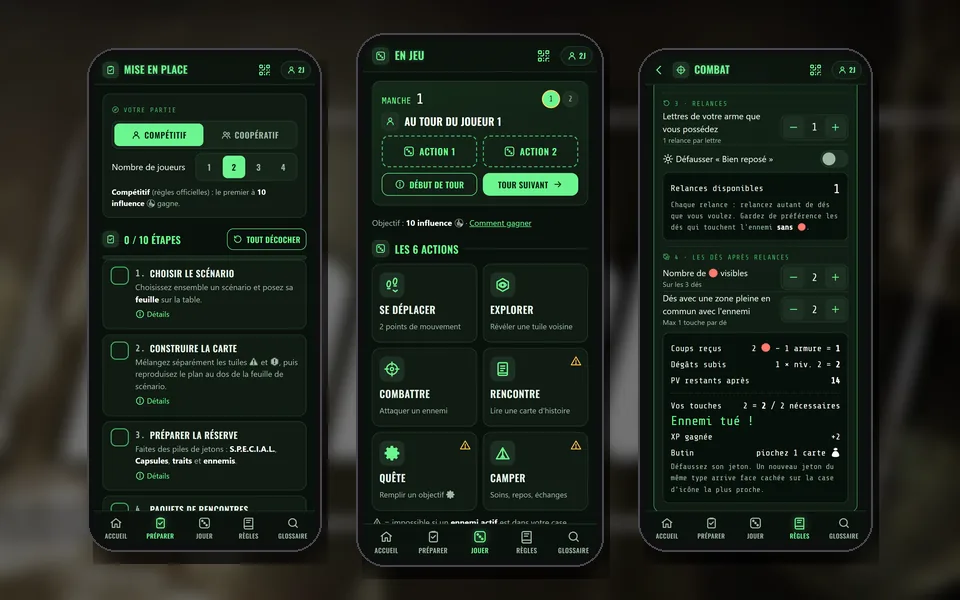 MISE EN PLACE
2J
VOTRE PARTIE
COMPÉTITIF
COOPÉRATIF
Nombre de joueurs
1 2 3 4
Compétitif (règles officielles) : le premier à 10
influence gagne.
0 / 10 ÉTAPES
TOUT DÉCOCHER
1. CHOISIR LE SCÉNARIO
Choisissez ensemble un scénario et posez sa
feuille sur la table.
Détails
2. CONSTRUIRE LA CARTE
Mélangez séparément les tuiles et , puis
reproduisez le plan au dos de la feuille de
scénario.
Détails
3. PRÉPARER LA RÉSERVE
Faites des piles de jetons : S.P.E.C.I.A.L.,
Capsules, traits et ennemis.
Détails
4. PAQUETS DE RENCONTRES
ACCUEIL PRÉPARER JOUER RÈGLES GLOSSAIRE
EN JEU
2J
MANCHE 1
1 2
AU TOUR DU JOUEUR 1
ACTION 1
ACTION 2
DÉBUT DE TOUR
TOUR SUIVANT →
Objectif : 10 influence · Comment gagner
LES 6 ACTIONS
SE DÉPLACER
2 points de mouvement
EXPLORER
Révéler une tuile voisine
COMBATTRE
Attaquer un ennemi
RENCONTRE
Lire une carte d'histoire
QUÊTE
Remplir un objectif
CAMPER
Soins, repos, échanges
= impossible si un ennemi actif est dans votre case
ACCUEIL PRÉPARER JOUER RÈGLES GLOSSAIRE
COMBAT
2J
3 · RELANCES
Lettres de votre arme que
vous possédez
1 relance par lettre
− 1 +
Défausser « Bien reposé »
Relances disponibles 1
Chaque relance : relancez autant de dés
que vous voulez. Gardez de préférence les
dés qui touchent l'ennemi sans .
4 · LES DÉS APRÈS RELANCES
Nombre de visibles
Sur les 3 dés
− 2 +
Dés avec une zone pleine en
commun avec l'ennemi
Max 1 touche par dé
− 2 +
Coups reçus 2 − 1 armure = 1
Dégâts subis 1 × niv. 2 = 2
PV restants après 14
Vos touches 2 = 2 / 2 nécessaires
Ennemi tué !
XP gagnée +2
Butin piochez 1 carte
Défaussez son jeton. Un nouveau jeton du
même type arrive face cachée sur la case
d'icône la plus proche.
ACCUEIL PRÉPARER JOUER RÈGLES GLOSSAIRE